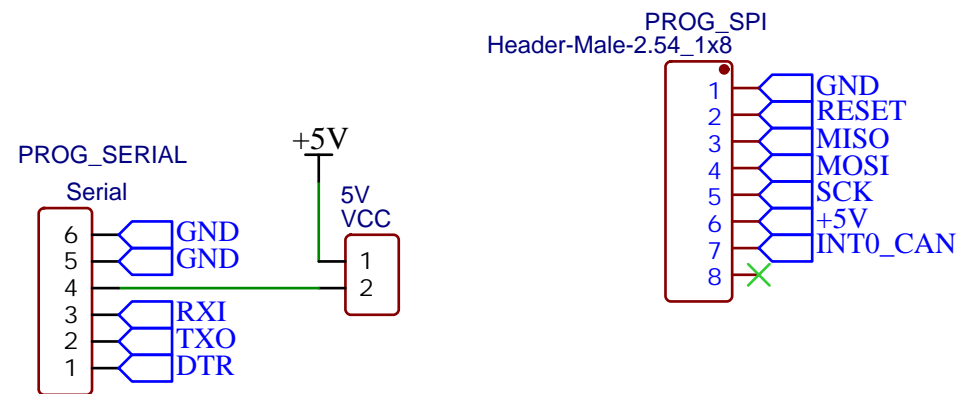 PROG_SERIAL
Serial
6 GND
5 GND
4
3 RXI
2 TXO
1 DTR
+5V
5V
VCC
1
2
PROG_SPI
Header-Male-2.54_1x8
1 GND
2 RESET
3 MISO
4 MOSI
5 SCK
6 +5V
7 INT0_CAN
8